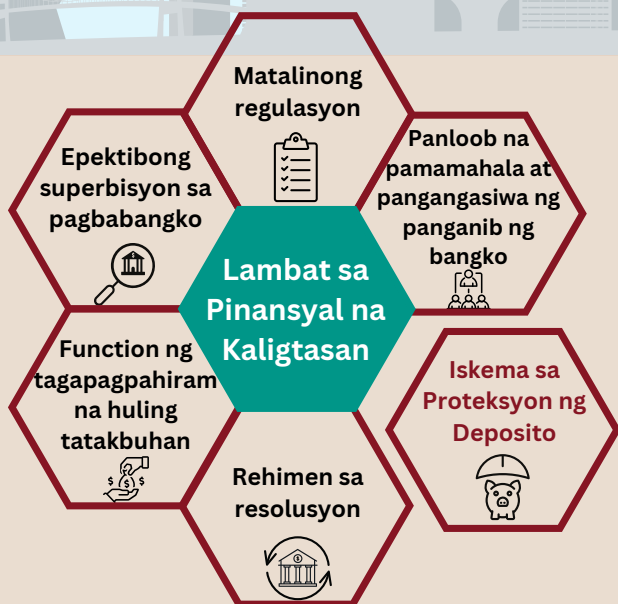 Matalinong
regulasyon
Panloob na
pamamahala at
pangangasiwa ng
panganib ng
bangko
Epektibong
superbisyon sa
pagbabangko
Lambat sa
Pinansyal na
Kaligtasan
Function ng
tagapagpahiram
na huling
tatakbuhan
Iskema sa
Proteksyon ng
Deposito
Rehimen sa
resolusyon